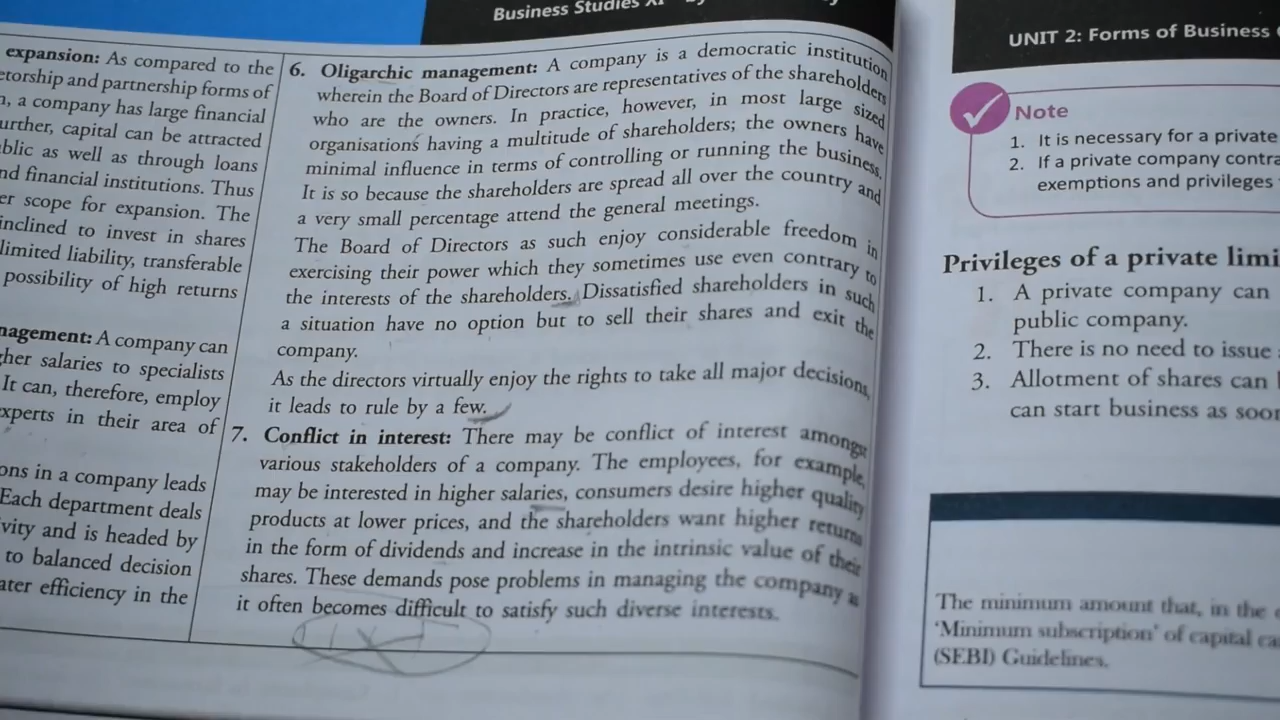 Business Studies XI
expansion: As compared to the
etorship and partnership forms of
n, a company has large financial
urther, capital can be attracted
blic as well as through loans
nd financial institutions. Thus
er scope for expansion. The
inclined to invest in shares
limited liability, transferable
possibility of high returns
nagement: A company can
gher salaries to specialists
It can, therefore, employ
xperts in their area of
ons in a company leads
Each department deals
vity and is headed by
to balanced decision
ater efficiency in the
6. Oligarchic management: A company is a democratic institution
wherein the Board of Directors are representatives of the shareholders
who are the owners. In practice, however, in most large sized
organisations having a multitude of shareholders; the owners have
minimal influence in terms of controlling or running the business.
It is so because the shareholders are spread all over the country and
a very small percentage attend the general meetings.
The Board of Directors as such enjoy considerable freedom in
exercising their power which they sometimes use even contrary to
the interests of the shareholders. Dissatisfied shareholders in such
a situation have no option but to sell their shares and exit the
company.
As the directors virtually enjoy the rights to take all major decisions,
it leads to rule by a few.
7. Conflict in interest: There may be conflict of interest amongst
various stakeholders of a company. The employees, for example,
may be interested in higher salaries, consumers desire higher quality
products at lower prices, and the shareholders want higher returns
in the form of dividends and increase in the intrinsic value of their
shares. These demands pose problems in managing the company as
it often becomes difficult to satisfy such diverse interests.
UNIT 2: Forms of Business
Note
1. It is necessary for a private
2. If a private company contra
exemptions and privileges
Privileges of a private limi
1. A private company can
public company.
2. There is no need to issue
3. Allotment of shares can
can start business as soon
The minimum amount that, in the
'Minimum subscription' of capital ca
(SEBI) Guidelines.